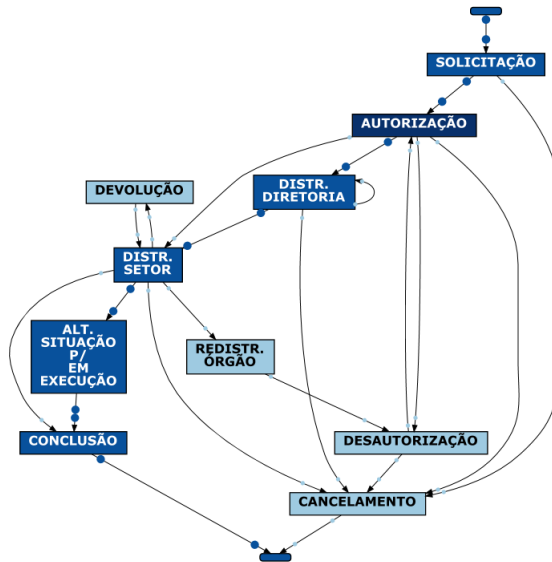 SOLICITAÇÃO
AUTORIZAÇÃO
DEVOLUÇÃO
DISTR.
DIRETORIA
DISTR.
SETOR
ALT.
SITUAÇÃO
P/
EM
EXECUÇÃO
REDISTR.
ÓRGÃO
CONCLUSÃO
DESAUTORIZAÇÃO
CANCELAMENTO